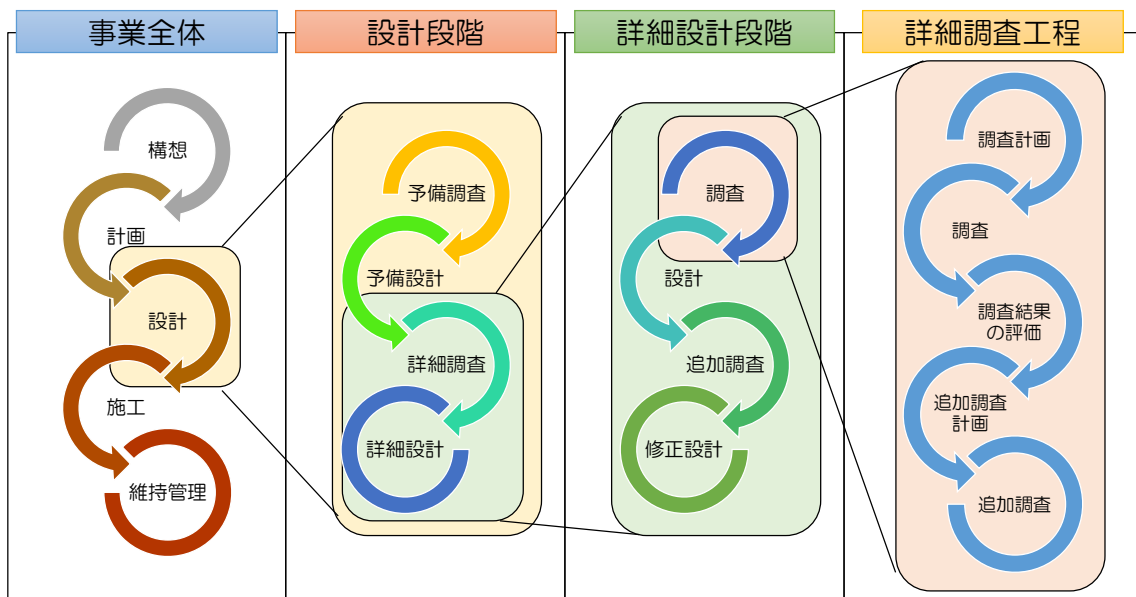 事業全体
構想
計画
設計
施工
維持管理
設計段階
予備調査
予備設計
詳細調査
詳細設計
詳細設計段階
調査
設計
追加調査
修正設計
詳細調査工程
調査計画
調査
調査結果
の評価
追加調査
計画
追加調査